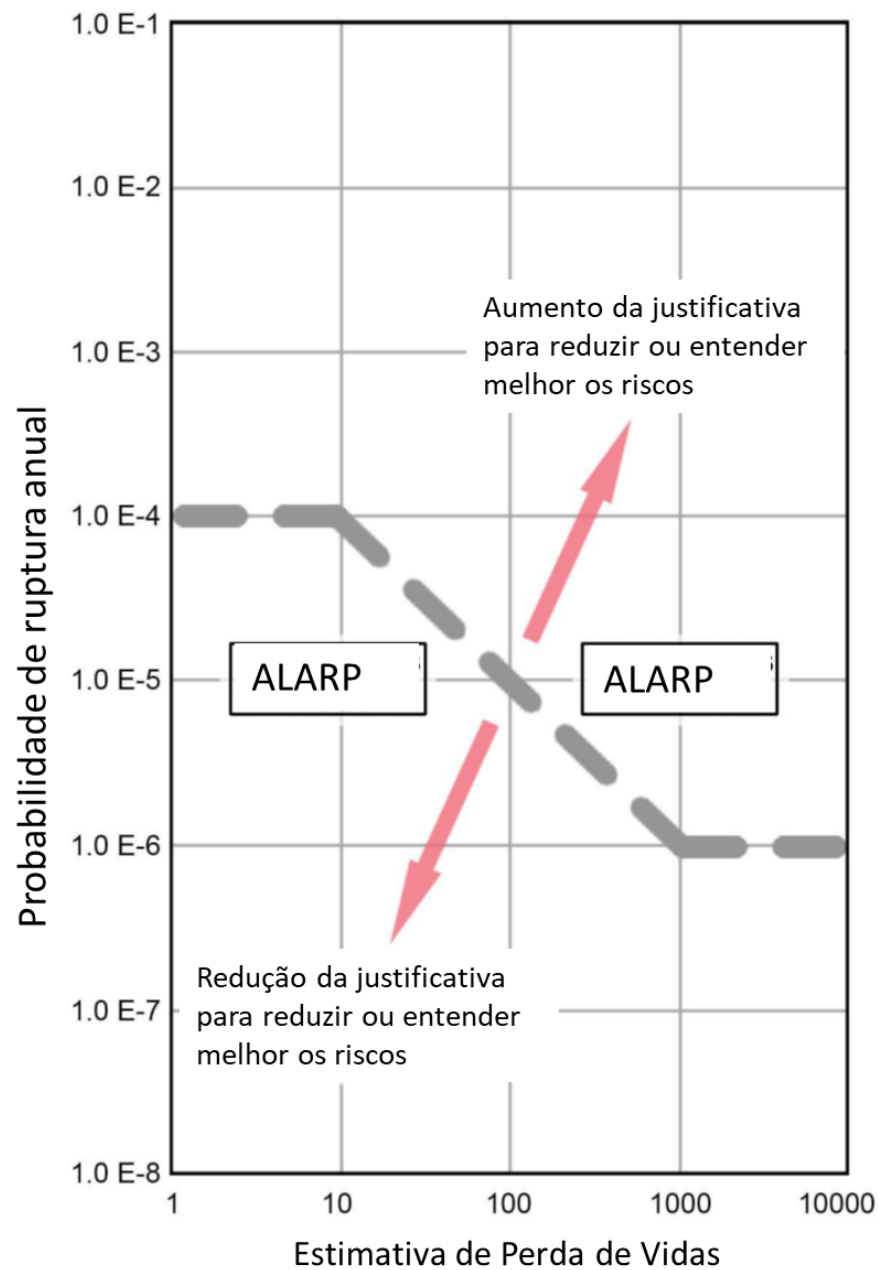 1.0 E-1
1.0 E-2
1.0 E-3
1.0 E-4
1.0 E-5
1.0 E-6
1.0 E-7
1.0 E-8
Probabilidade de ruptura anual
Aumento da justificativa
para reduzir ou entender
melhor os riscos
ALARP
ALARP
Redução da justificativa
para reduzir ou entender
melhor os riscos
1
10
100
1000
10000
Estimativa de Perda de Vidas